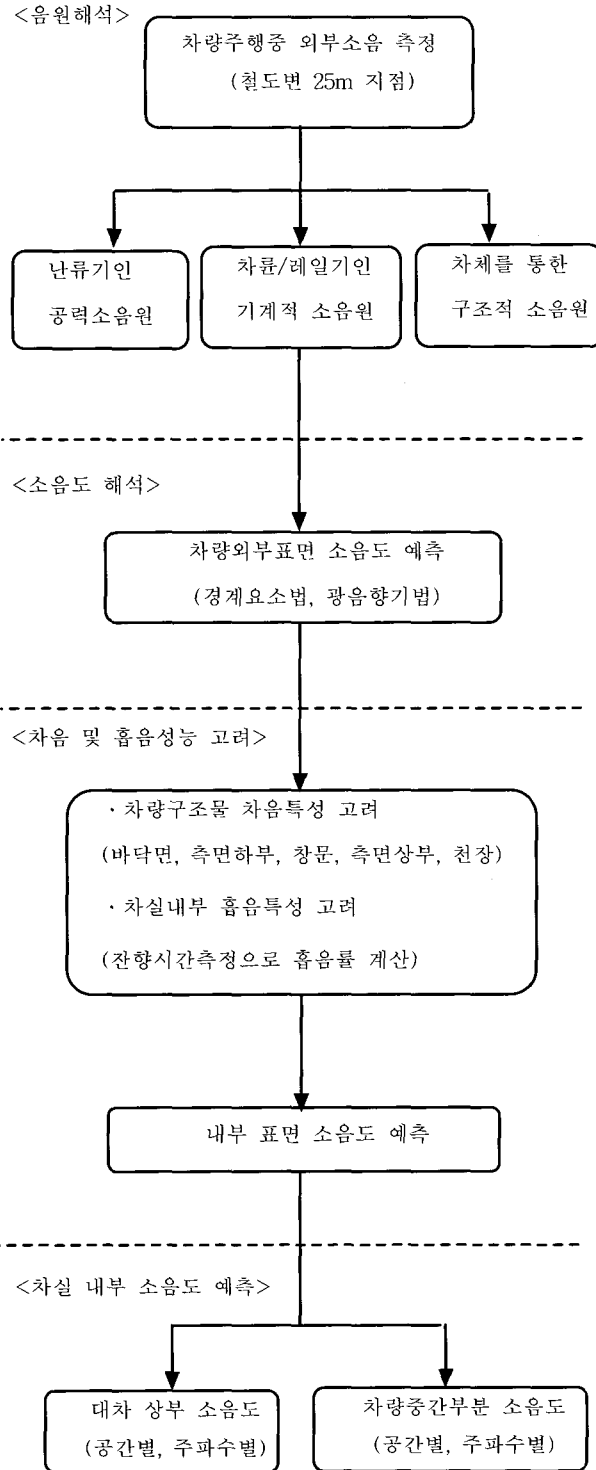 <음원해석>
차량주행중 외부소음 측정
(철도변 25m 지점)
난류기인
공력소음원
차륜/레일기인
기계적 소음원
차체를 통한
구조적 소음원
<소음도 해석>
차량외부표면 소음도 예측
(경계요소법, 광음향기법)
<차음 및 흡음성능 고려>
· 차량구조물 차음특성 고려
(바닥면, 측면하부, 창문, 측면상부, 천장)
· 차실내부 흡음특성 고려
(잔향시간측정으로 흡음률 계산)
내부 표면 소음도 예측
<차실 내부 소음도 예측>
대차 상부 소음도
(공간별, 주파수별)
차량중간부분 소음도
(공간별, 주파수별)